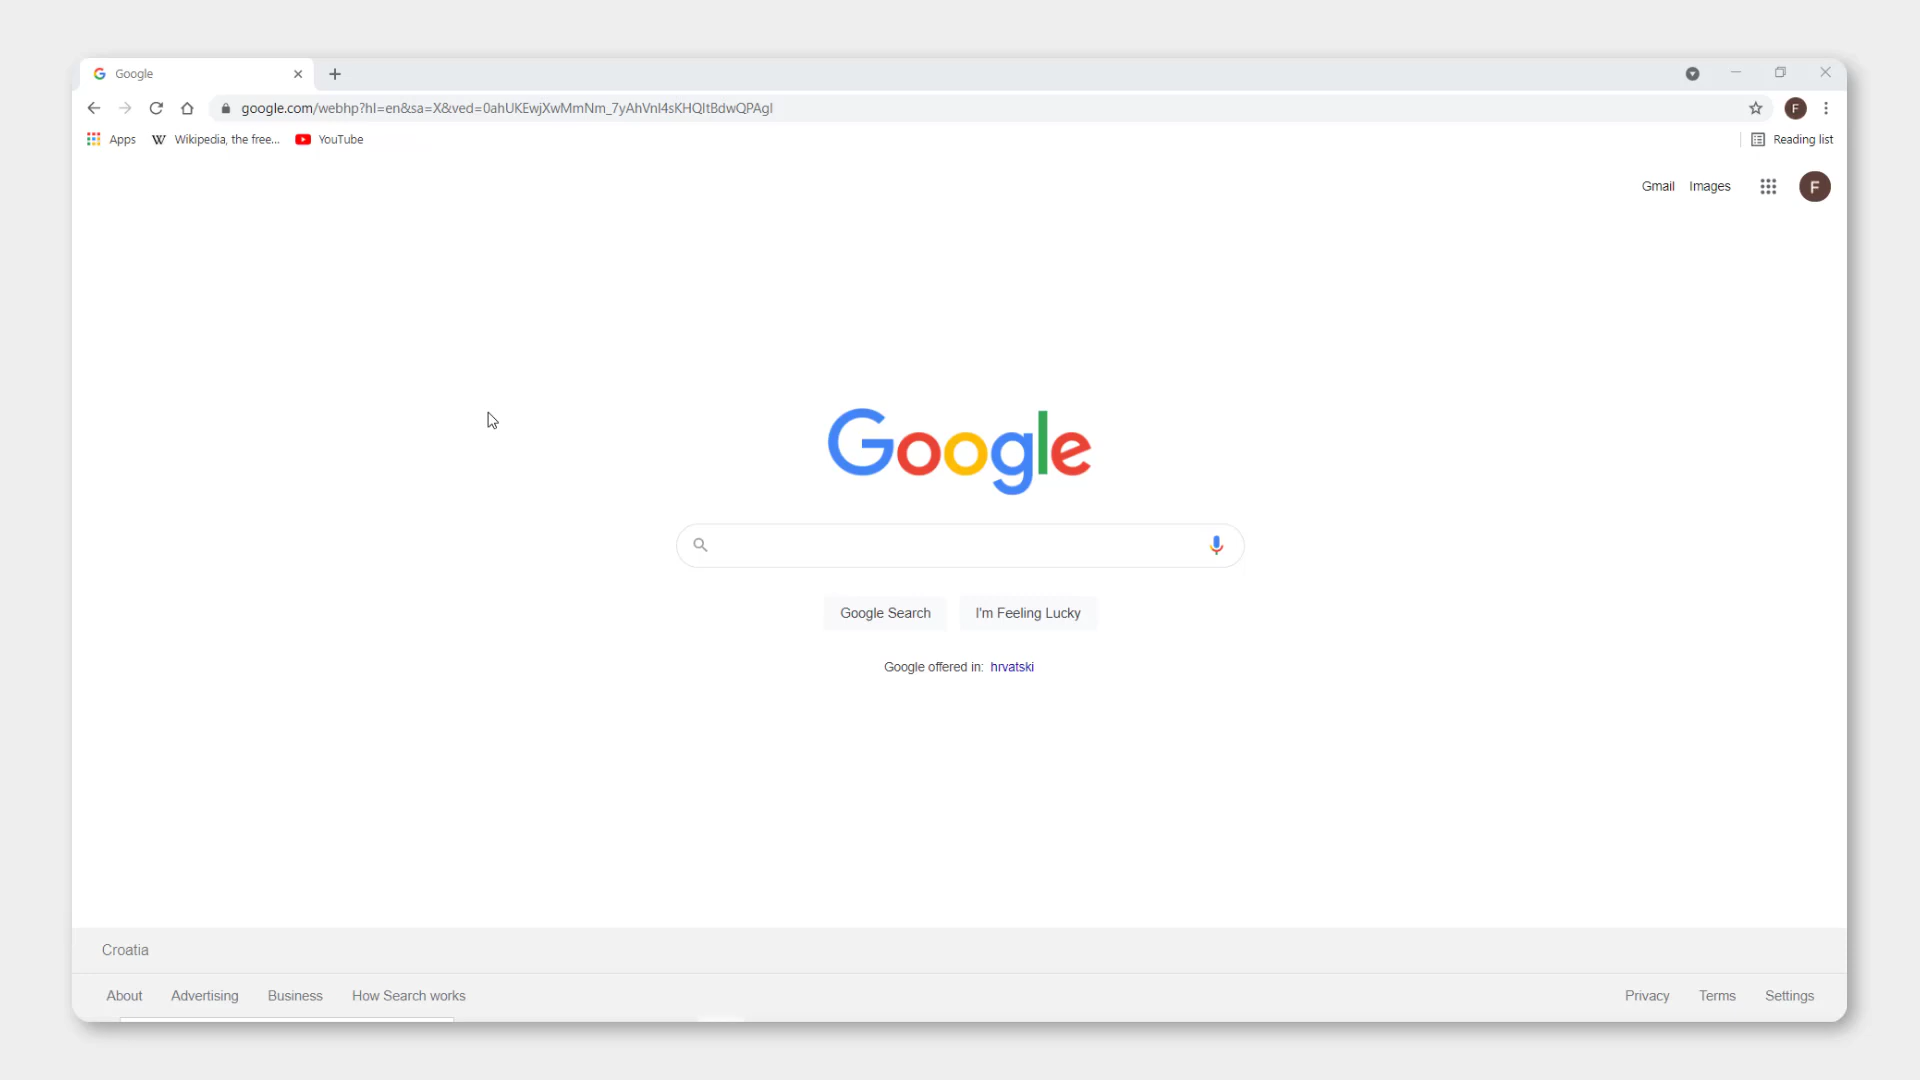 Google
google.com/webhp?hl=en&sa=X&ved=0ahUKEwjXwMmNm_7yAhVnl4sKHQltBdwQPAgI
F
Apps
Wikipedia, the free...
YouTube
Reading list
Gmail
Images
F
Google
Google Search
I'm Feeling Lucky
Google offered in: hrvatski
Croatia
About
Advertising
Business
How Search works
Privacy
Terms
Settings